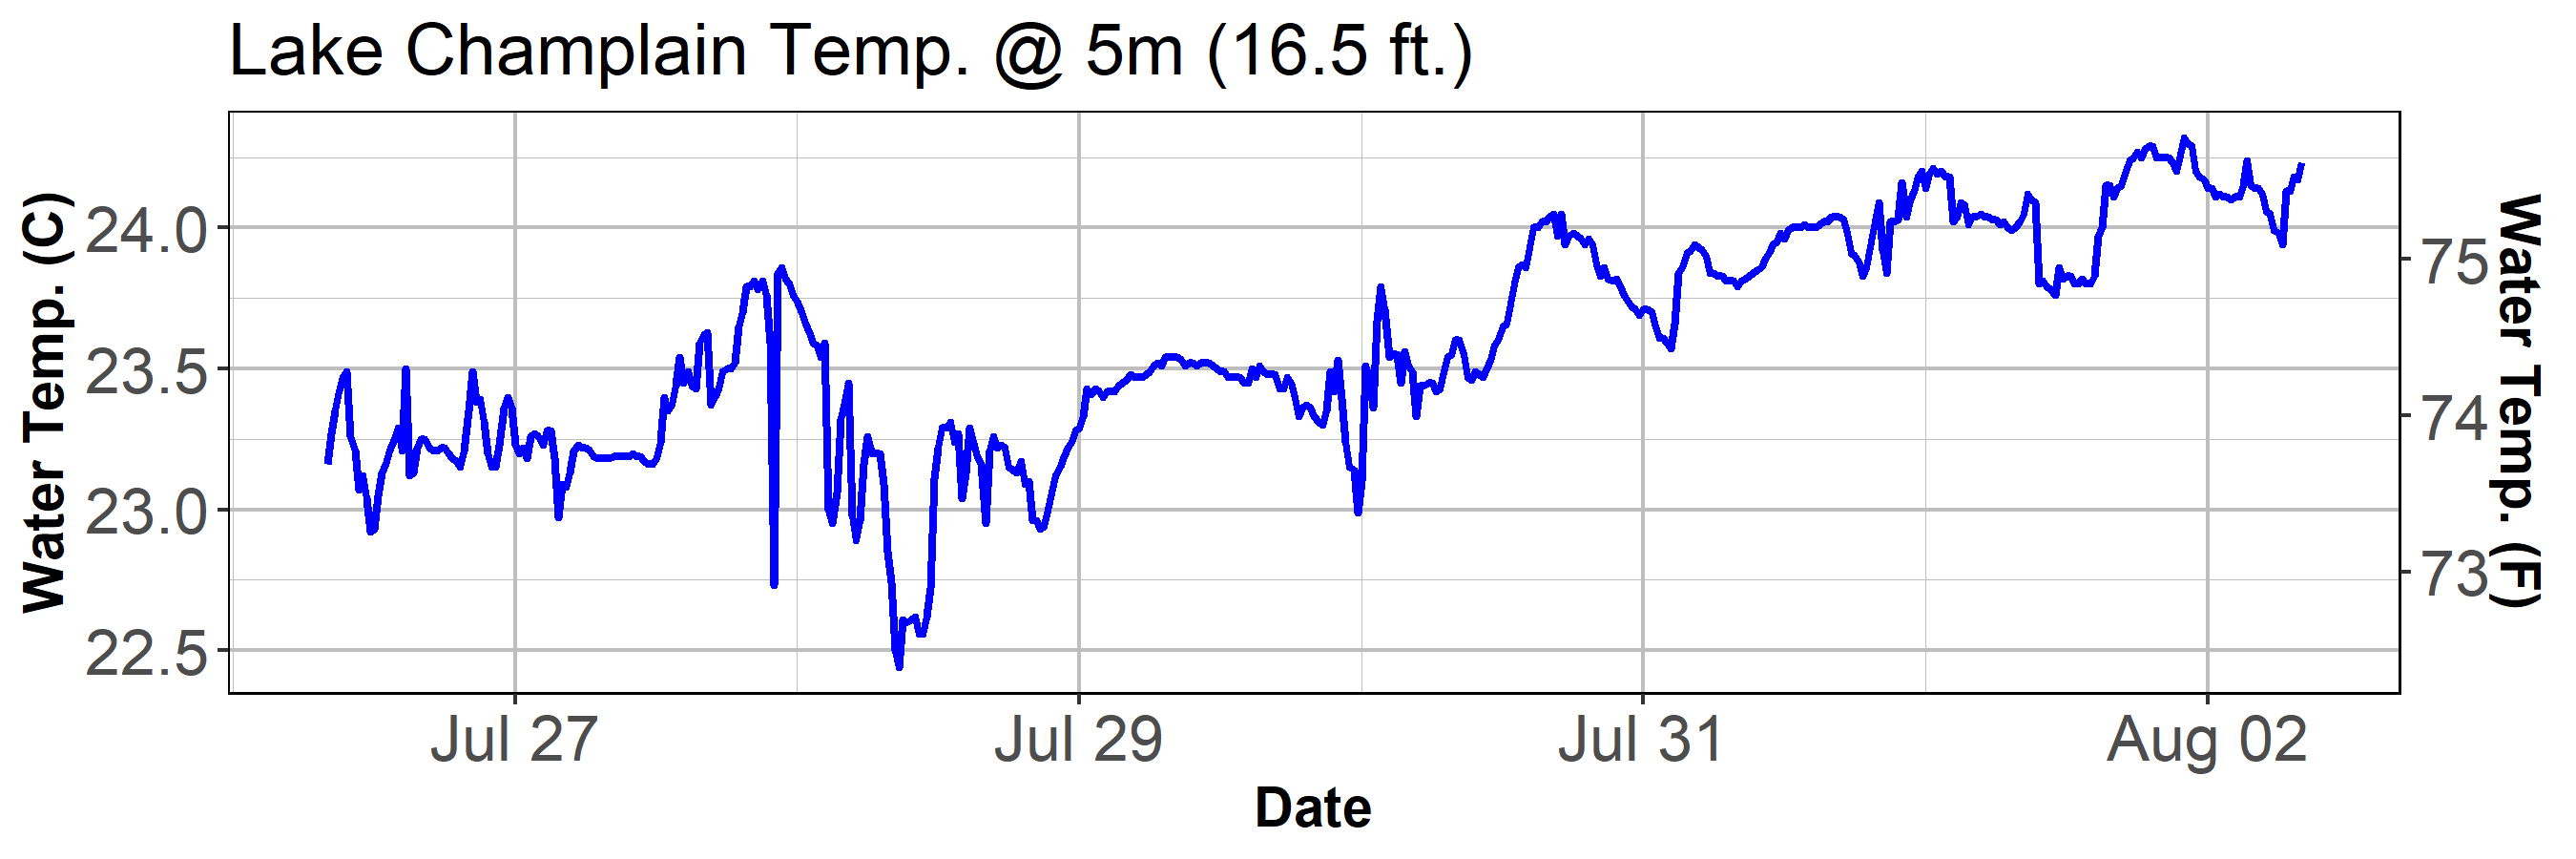 Lake Champlain Temp. @ 5m (16.5 ft.)
Water Temp. (C)
24.0
23.5
23.0
22.5
75
74
73
Water Temp. (F)
Jul 27 Jul 29 Jul 31 Aug 02
Date